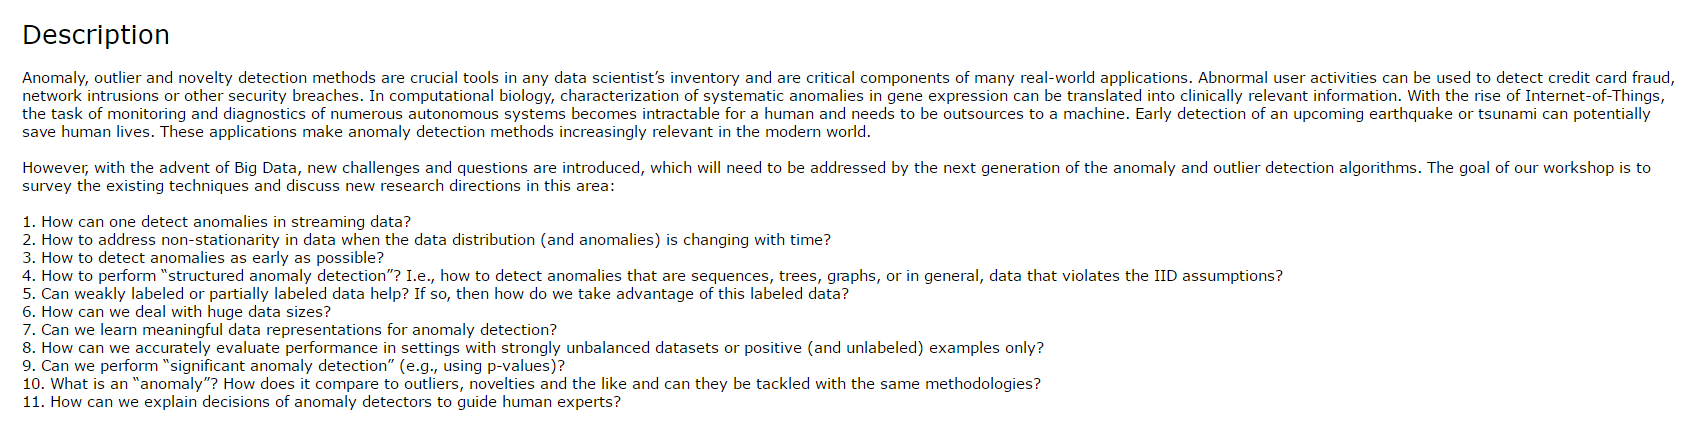 Description
Anomaly, outlier and novelty detection methods are crucial tools in any data scientist’s inventory and are critical components of many real-world applications. Abnormal user activities can be used to detect credit card fraud,
network intrusions or other security breaches. In computational biology, characterization of systematic anomalies in gene expression can be translated into clinically relevant information. With the rise of Internet-of-Things,
the task of monitoring and diagnostics of numerous autonomous systems becomes intractable for a human and needs to be outsources to a machine. Early detection of an upcoming earthquake or tsunami can potentially
save human lives. These applications make anomaly detection methods increasingly relevant in the modern world.
However, with the advent of Big Data, new challenges and questions are introduced, which will need to be addressed by the next generation of the anomaly and outlier detection algorithms. The goal of our workshop is to
survey the existing techniques and discuss new research directions in this area:
1. How can one detect anomalies in streaming data?
2. How to address non-stationarity in data when the data distribution (and anomalies) is changing with time?
3. How to detect anomalies as early as possible?
4. How to perform “structured anomaly detection”? I.e., how to detect anomalies that are sequences, trees, graphs, or in general, data that violates the IID assumptions?
5. Can weakly labeled or partially labeled data help? If so, then how do we take advantage of this labeled data?
6. How can we deal with huge data sizes?
7. Can we learn meaningful data representations for anomaly detection?
8. How can we accurately evaluate performance in settings with strongly unbalanced datasets or positive (and unlabeled) examples only?
9. Can we perform “significant anomaly detection” (e.g., using p-values)?
10. What is an “anomaly”? How does it compare to outliers, novelties and the like and can they be tackled with the same methodologies?
11. How can we explain decisions of anomaly detectors to guide human experts?